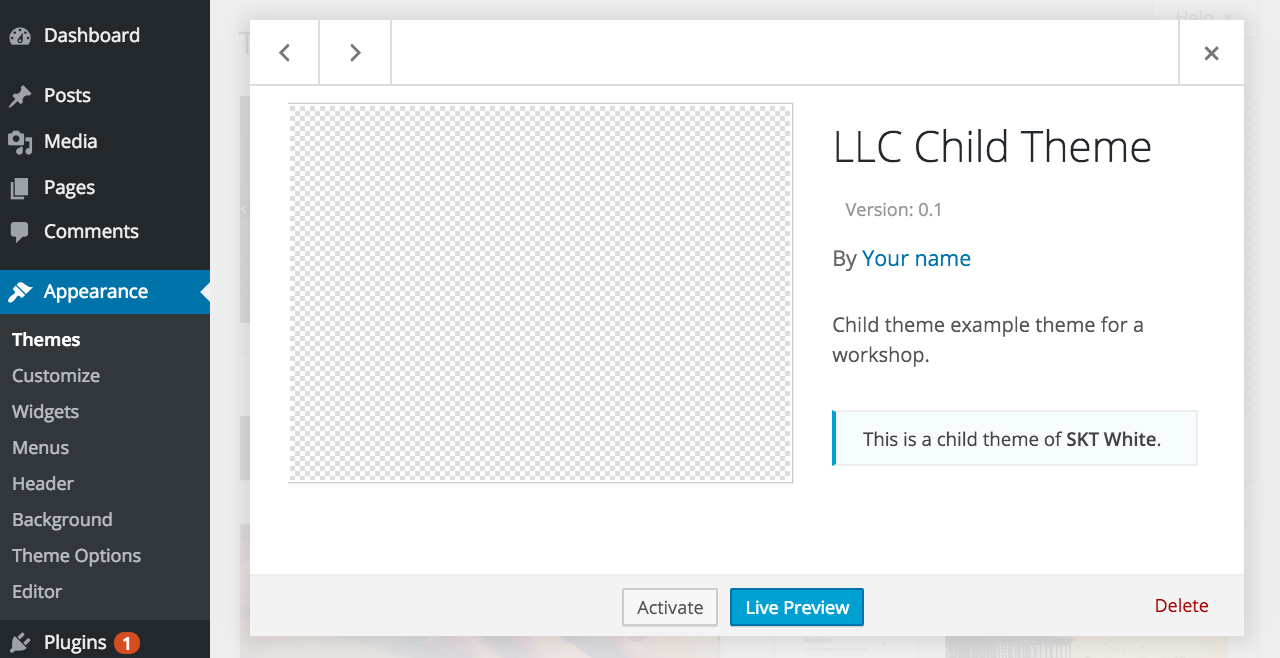 Dashboard
Posts
Media
Pages
Comments
Appearance
Themes
Customize
Widgets
Menus
Header
Background
Theme Options
Editor
Plugins 1
Help
LLC Child Theme
Version: 0.1
By Your name
Child theme example theme for a
workshop.
This is a child theme of SKT White.
Activate
Live Preview
Delete